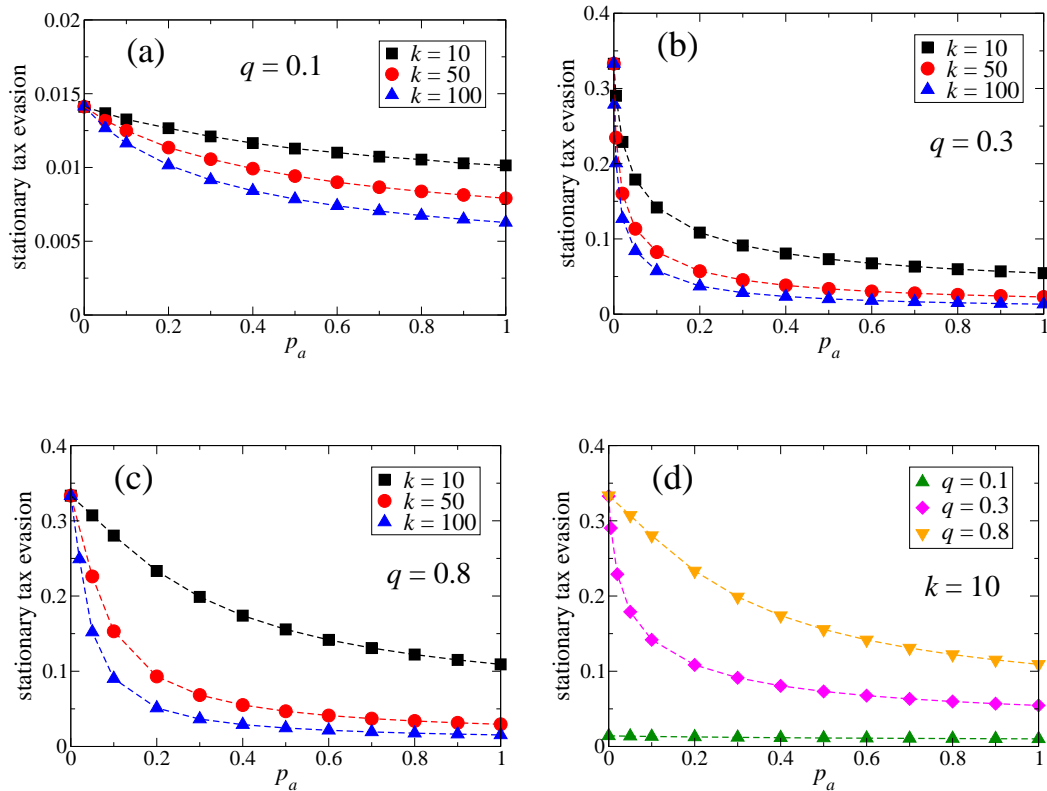 (a)
q = 0.1
k = 10
k = 50
k = 100
stationary tax evasion
0.02
0.015
0.01
0.005
0
0 0.2 0.4 0.6 0.8 1
p_a
(b)
q = 0.3
k = 10
k = 50
k = 100
stationary tax evasion
0.4
0.3
0.2
0.1
0
0 0.2 0.4 0.6 0.8 1
p_a
(c)
q = 0.8
k = 10
k = 50
k = 100
stationary tax evasion
0.4
0.3
0.2
0.1
0
0 0.2 0.4 0.6 0.8 1
p_a
(d)
q = 0.1
q = 0.3
q = 0.8
k = 10
stationary tax evasion
0.4
0.3
0.2
0.1
0
0 0.2 0.4 0.6 0.8 1
p_a